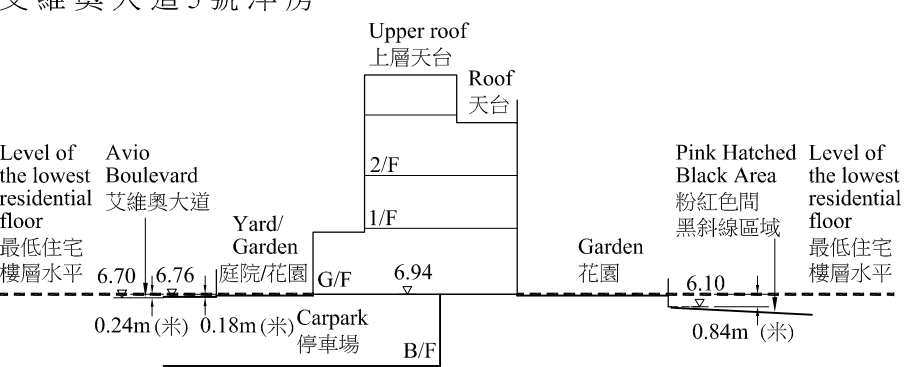 艾維奧大道5號洋房
Upper roof
上層天台
Roof
天台
Level of
the lowest
residential
floor
最低住宅
樓層水平
Avio
Boulevard
艾維奧大道
Yard/
Garden
庭院/花園
2/F
1/F
G/F
6.94
Garden
花園
Pink Hatched
Black Area
粉紅色間
黑斜線區域
Level of
the lowest
residential
floor
最低住宅
樓層水平
6.70
6.76
6.10
0.24m (米)
0.18m (米)
Carpark
停車場
B/F
0.84m (米)